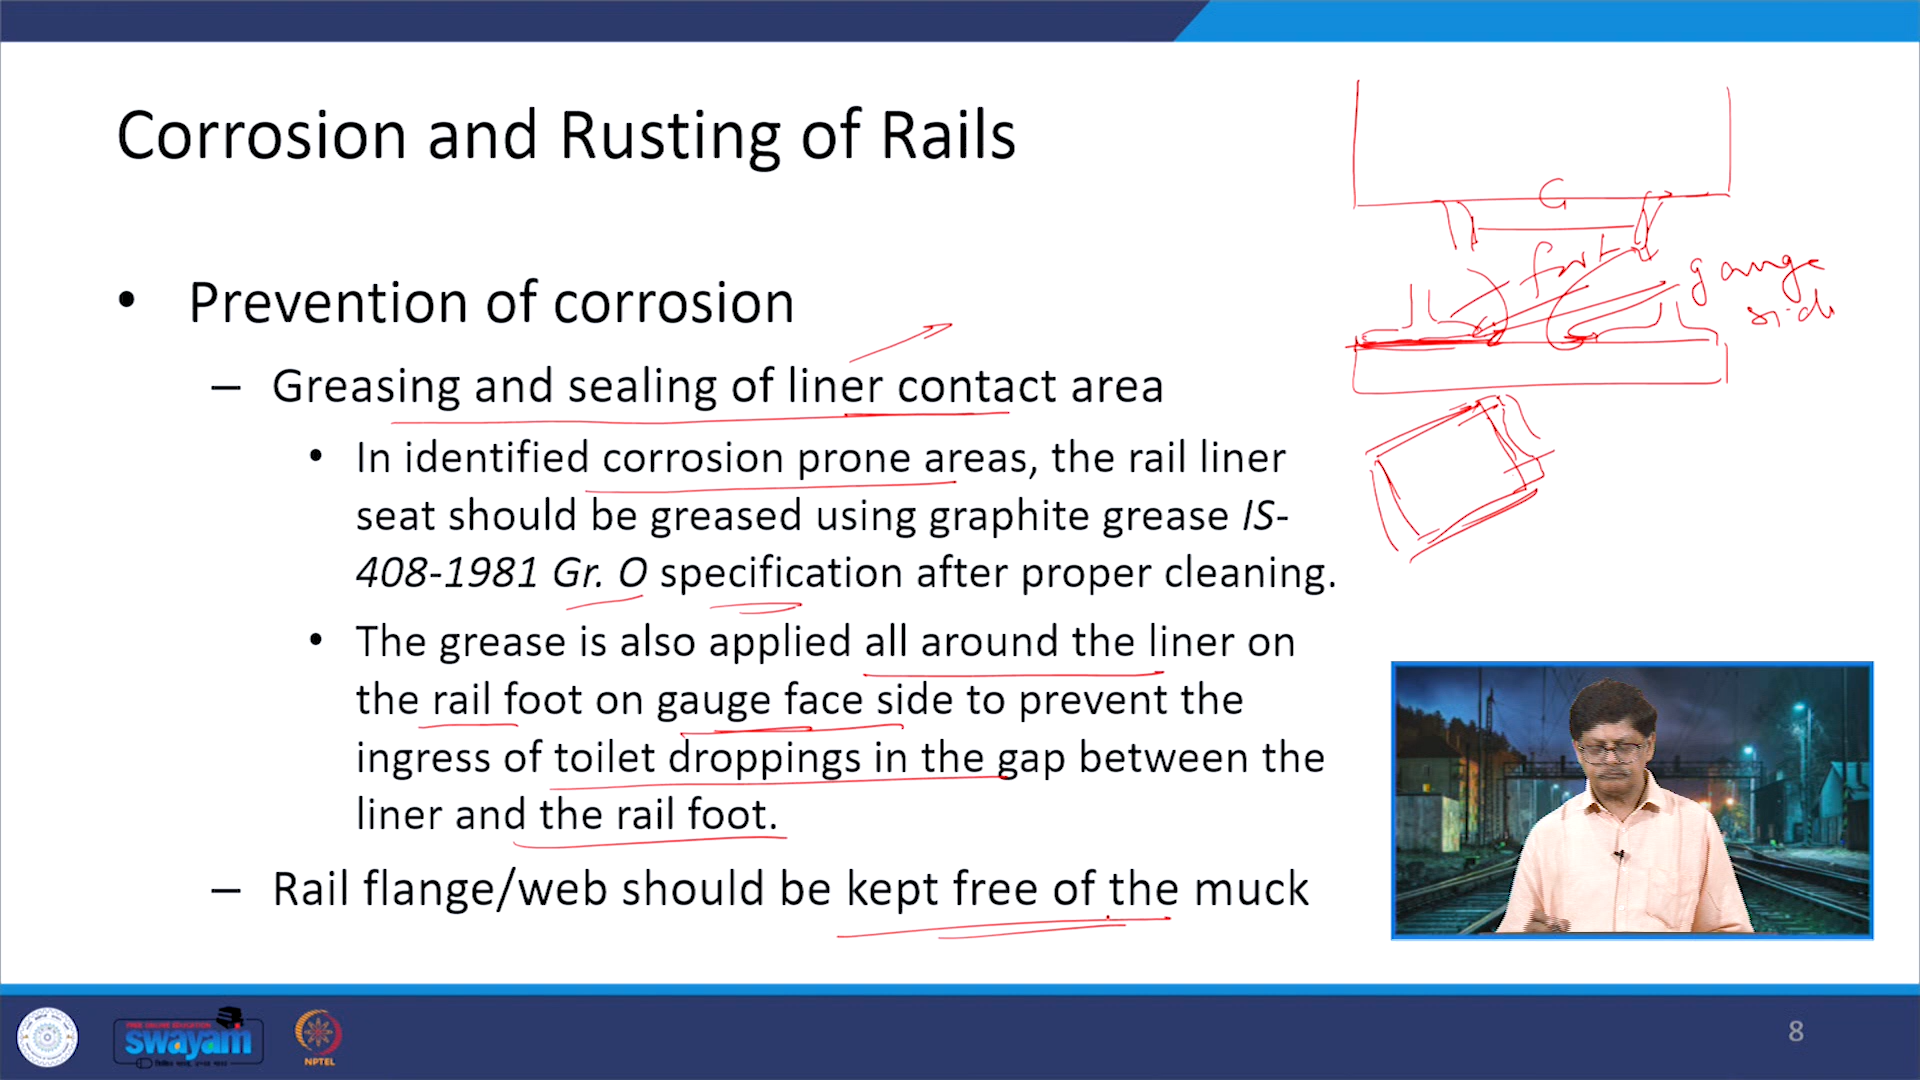 Corrosion and Rusting of Rails
• Prevention of corrosion
– Greasing and sealing of liner contact area
• In identified corrosion prone areas, the rail liner
seat should be greased using graphite grease IS-
408-1981 Gr. O specification after proper cleaning.
• The grease is also applied all around the liner on
the rail foot on gauge face side to prevent the
ingress of toilet droppings in the gap between the
liner and the rail foot.
– Rail flange/web should be kept free of the muck
G
gauge
side
FREE ONLINE EDUCATION
swayam
NPTEL
8